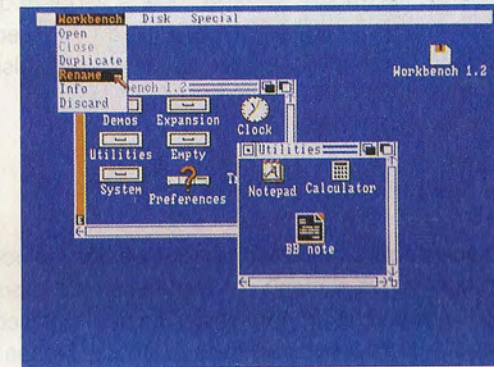 Workbench Disk Special
Open
Close
Duplicate
Rename
Info
Discard
bench 1.2
Workbench 1.2
Demos Expansion Clock
Utilities Empty
System Preferences
Utilities
Notepad Calculator
BB note